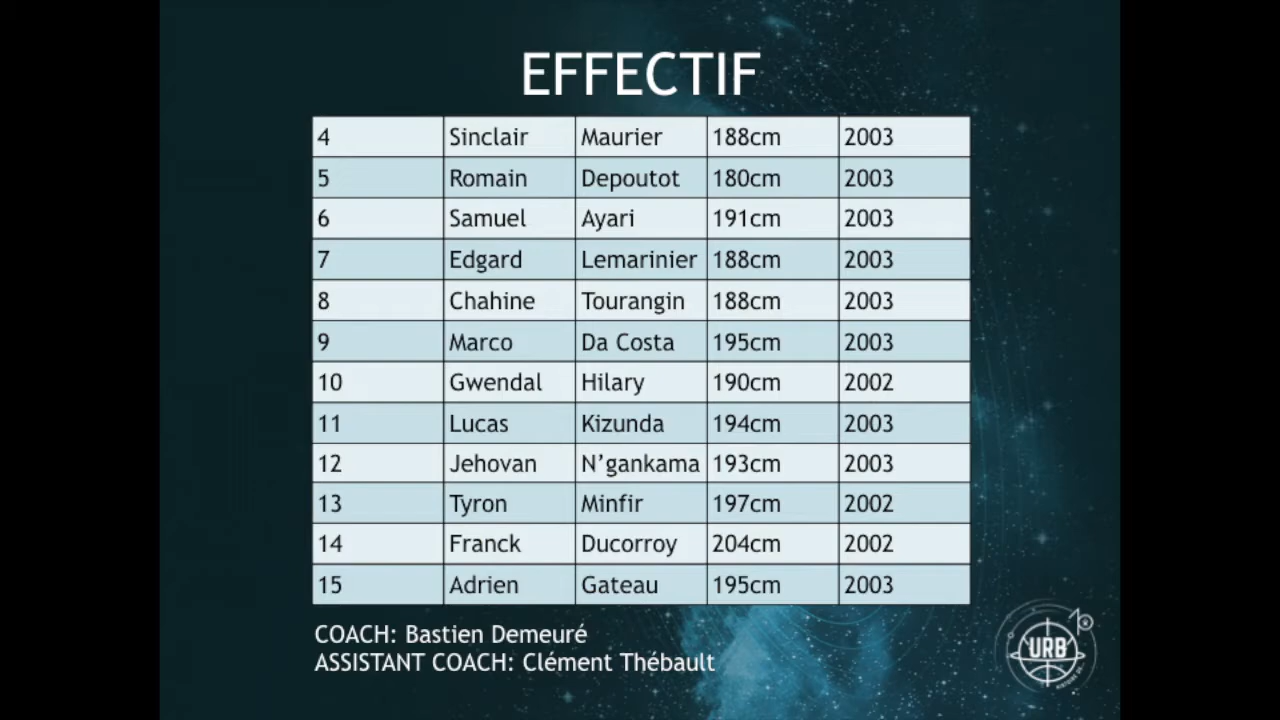 EFFECTIF
4 Sinclair Maurier 188cm 2003
5 Romain Depoutot 180cm 2003
6 Samuel Ayari 191cm 2003
7 Edgard Lemarinier 188cm 2003
8 Chahine Tourangin 188cm 2003
9 Marco Da Costa 195cm 2003
10 Gwendal Hilary 190cm 2002
11 Lucas Kizunda 194cm 2003
12 Jehovan N’gankama 193cm 2003
13 Tyron Minfir 197cm 2002
14 Franck Ducorroy 204cm 2002
15 Adrien Gateau 195cm 2003
COACH: Bastien Demeuré
ASSISTANT COACH: Clément Thébault
URB